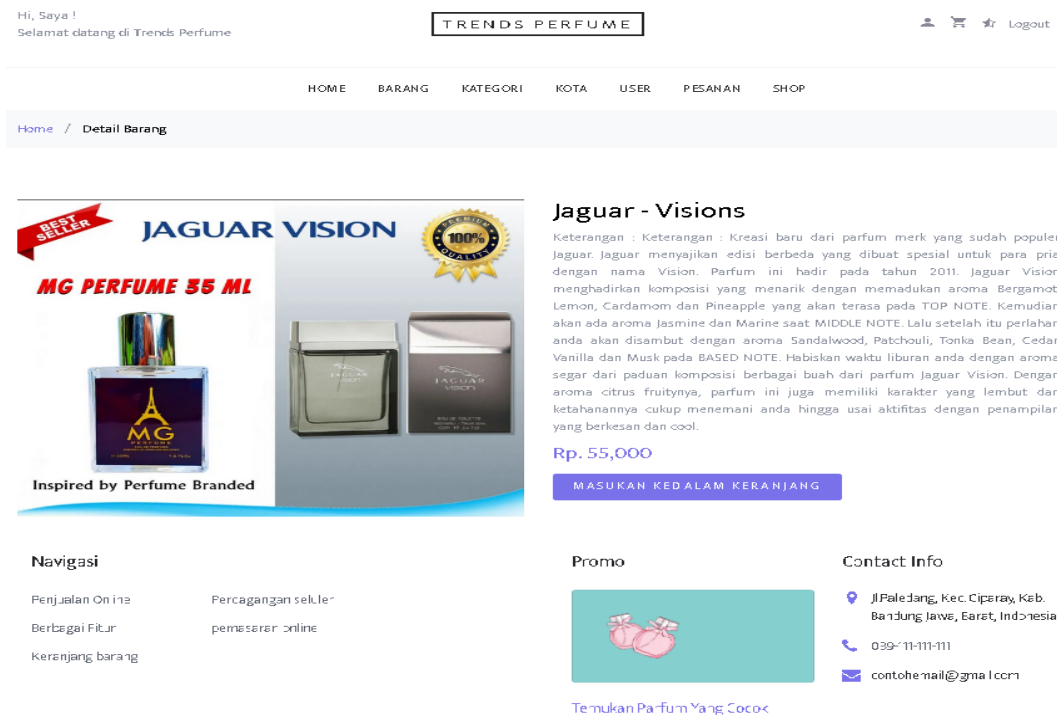 Hi, Saya !
Selamat datang di Trends Perfume
TRENDS PERFUME
Logout
HOME BARANG KATEGORI KOTA USER PESANAN SHOP
Home / Detail Barang
BEST SELLER
JAGUAR VISION
PREMIUM
100%
QUALITY
MG PERFUME 35 ML
JAGUAR
VISION
JAGUAR
VISION
MG
PERFUME
Inspired by Perfume Branded
Jaguar - Visions
Keterangan : Keterangan : Kreasi baru dari parfum merk yang sudah populer
Jaguar. Jaguar menyajikan edisi berbeda yang dibuat spesial untuk para pria
dengan nama Vision. Parfum ini hadir pada tahun 2011. Jaguar Vision
menghadirkan komposisi yang menarik dengan memadukan aroma Bergamot
Lemon, Cardamom dan Pineapple yang akan terasa pada TOP NOTE. Kemudian
akan ada aroma Jasmine dan Marine saat MIDDLE NOTE. Lalu setelah itu perlahan
anda akan disambut dengan aroma Sandalwood, Patchouli, Tonka Bean, Cedar
Vanilla dan Musk pada BASED NOTE. Habiskan waktu liburan anda dengan aroma
segar dari paduan komposisi berbagai buah dari parfum Jaguar Vision. Dengan
aroma citrus fruitynya, parfum ini juga memiliki karakter yang lembut dan
ketahanannya cukup menemani anda hingga usai aktifitas dengan penampilan
yang berkesan dan cool.
Rp. 55,000
MASUKAN KEDALAM KERANJANG
Navigasi
Penjualan Online
Berbagai Fitur
Keranjang barang
Percagangan seluler
pemasaran online
Promo
Temukan Parfum Yang Cocok
Contact Info
Jl.Paledang, Kec. Ciparay, Kab.
Bandung Jawa, Barat, Indonesia
089-111-111-111
contohemail@gmail.com